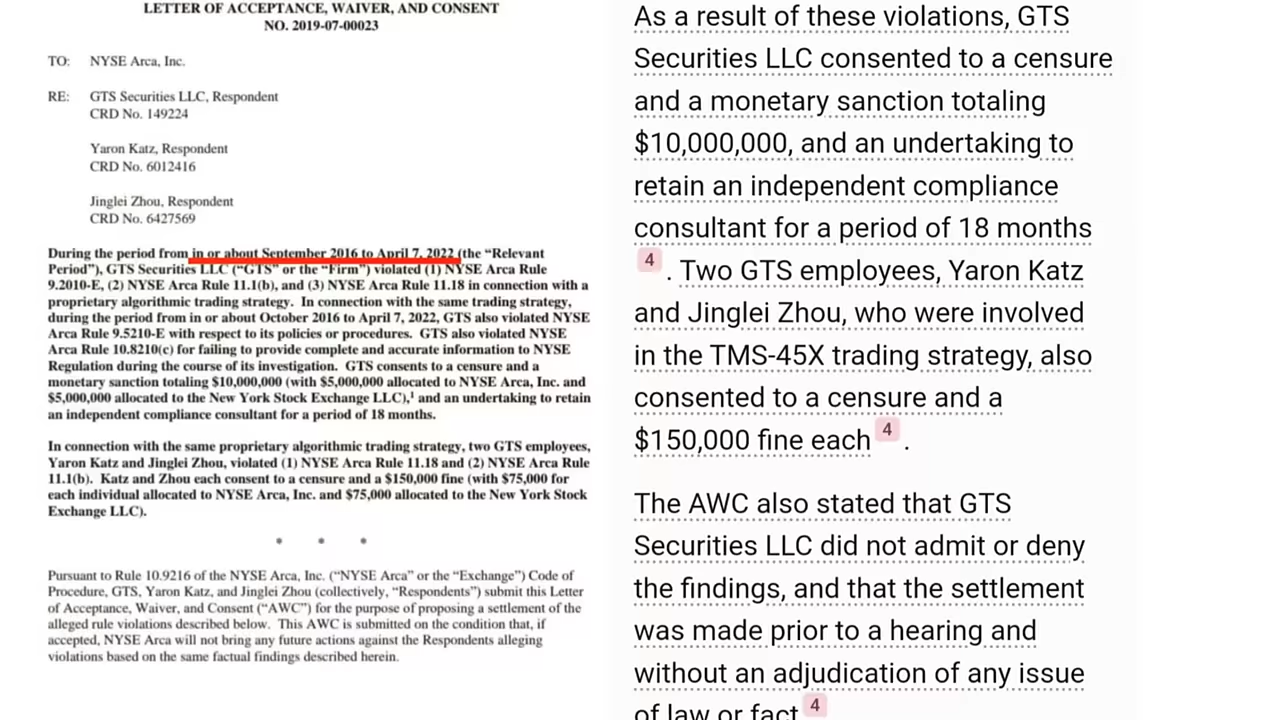 LETTER OF ACCEPTANCE, WAIVER, AND CONSENT
NO. 2019-07-00023
TO: NYSE Arca, Inc.
RE: GTS Securities LLC, Respondent
CRD No. 149224
Yaron Katz, Respondent
CRD No. 6012416
Jinglei Zhou, Respondent
CRD No. 6427569
During the period from in or about September 2016 to April 7, 2022 (the “Relevant
Period”), GTS Securities LLC (“GTS” or the “Firm”) violated (1) NYSE Arca Rule
9.2010-E, (2) NYSE Arca Rule 11.1(b), and (3) NYSE Arca Rule 11.18 in connection with a
proprietary algorithmic trading strategy. In connection with the same trading strategy,
during the period from in or about October 2016 to April 7, 2022, GTS also violated NYSE
Arca Rule 9.5210-E with respect to its policies or procedures. GTS also violated NYSE
Arca Rule 10.8210(c) for failing to provide complete and accurate information to NYSE
Regulation during the course of its investigation. GTS consents to a censure and a
monetary sanction totaling $10,000,000 (with $5,000,000 allocated to NYSE Arca, Inc. and
$5,000,000 allocated to the New York Stock Exchange LLC),¹ and an undertaking to retain
an independent compliance consultant for a period of 18 months.
In connection with the same proprietary algorithmic trading strategy, two GTS employees,
Yaron Katz and Jinglei Zhou, violated (1) NYSE Arca Rule 11.18 and (2) NYSE Arca Rule
11.1(b). Katz and Zhou each consent to a censure and a $150,000 fine (with $75,000 for
each individual allocated to NYSE Arca, Inc. and $75,000 allocated to the New York Stock
Exchange LLC).
* * *
Pursuant to Rule 10.9216 of the NYSE Arca, Inc. (“NYSE Arca” or the “Exchange”) Code of
Procedure, GTS, Yaron Katz, and Jinglei Zhou (collectively, “Respondents”) submit this Letter
of Acceptance, Waiver, and Consent (“AWC”) for the purpose of proposing a settlement of the
alleged rule violations described below. This AWC is submitted on the condition that, if
accepted, NYSE Arca will not bring any future actions against the Respondents alleging
violations based on the same factual findings described herein.
As a result of these violations, GTS
Securities LLC consented to a censure
and a monetary sanction totaling
$10,000,000, and an undertaking to
retain an independent compliance
consultant for a period of 18 months
4 . Two GTS employees, Yaron Katz
and Jinglei Zhou, who were involved
in the TMS-45X trading strategy, also
consented to a censure and a
$150,000 fine each 4 .
The AWC also stated that GTS
Securities LLC did not admit or deny
the findings, and that the settlement
was made prior to a hearing and
without an adjudication of any issue
of law or fact 4